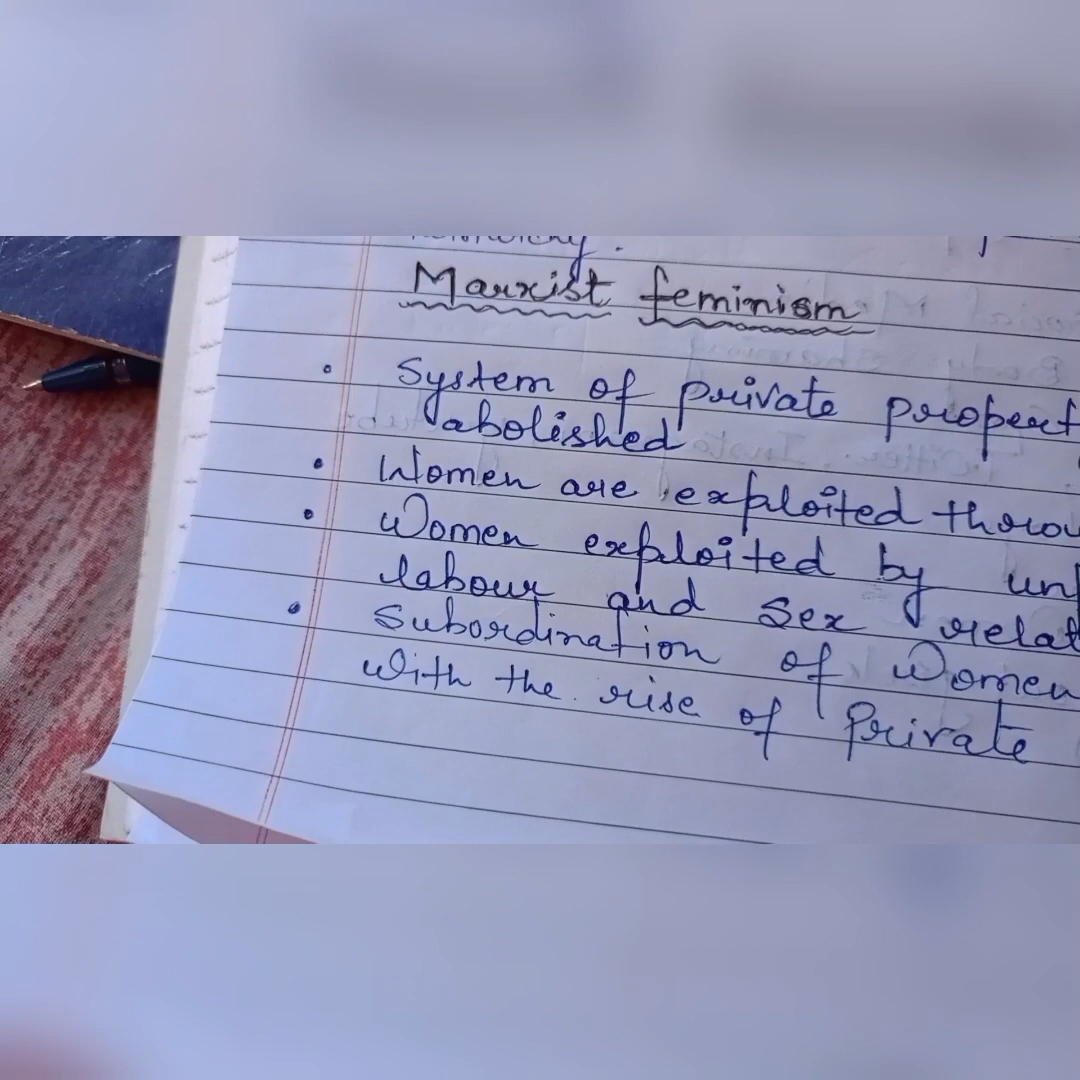 Marxist feminism
• System of private propert
abolished
• Women are exploited throu
• Women exploited by un
labour and sex relat
• Subordination of Women
with the rise of Private